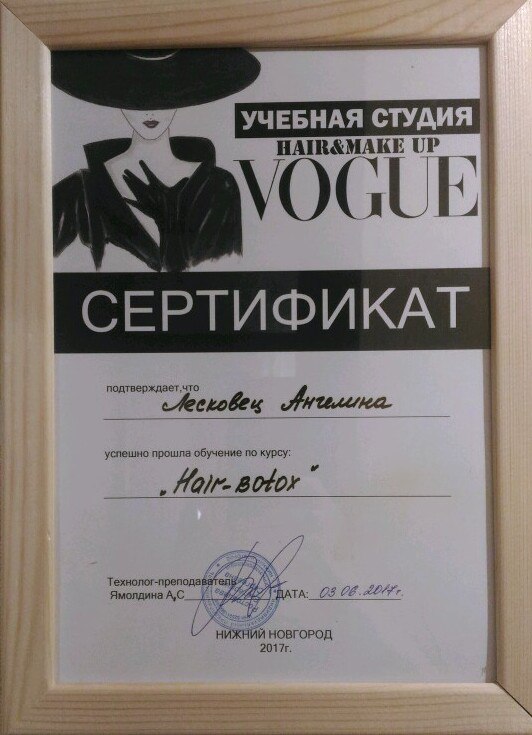 УЧЕБНАЯ СТУДИЯ
HAIR&MAKE UP
VOGUE
СЕРТИФИКАТ
подтверждает,что
Лесковец Ангелина
успешно прошла обучение по курсу:
„Hair-Botox"
Технолог-преподаватель
Ямолдина А,С ДАТА: 03 06. 2017г.
НИЖНИЙ НОВГОРОД
2017г.